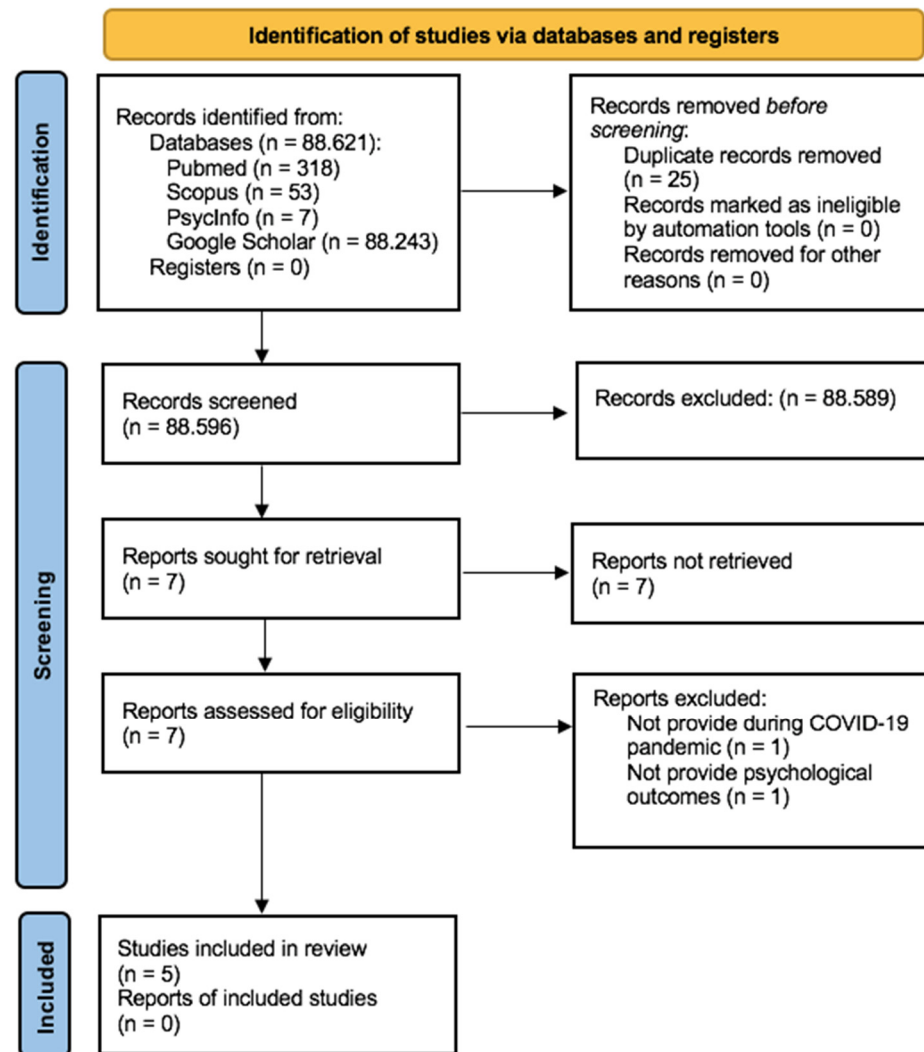 Identification of studies via databases and registers
Identification
Records identified from:
Databases (n = 88.621):
Pubmed (n = 318)
Scopus (n = 53)
PsycInfo (n = 7)
Google Scholar (n = 88.243)
Registers (n = 0)
Records removed before
screening:
Duplicate records removed
(n = 25)
Records marked as ineligible
by automation tools (n = 0)
Records removed for other
reasons (n = 0)
Screening
Records screened
(n = 88.596)
Records excluded: (n = 88.589)
Reports sought for retrieval
(n = 7)
Reports not retrieved
(n = 7)
Reports assessed for eligibility
(n = 7)
Reports excluded:
Not provide during COVID-19
pandemic (n = 1)
Not provide psychological
outcomes (n = 1)
Included
Studies included in review
(n = 5)
Reports of included studies
(n = 0)